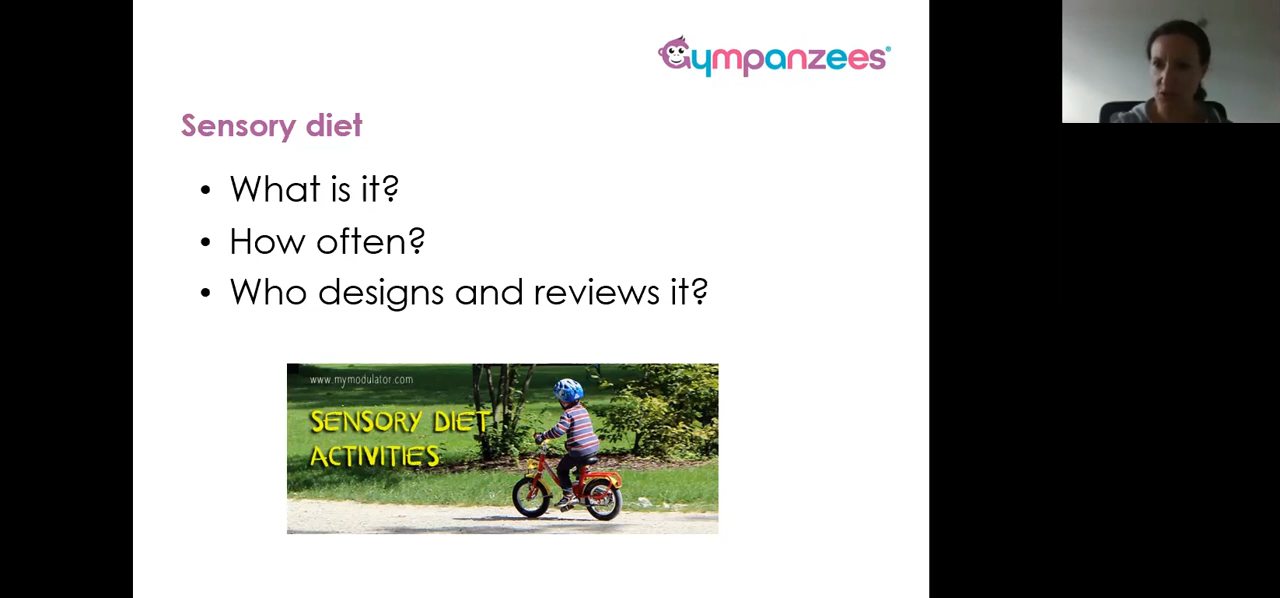 Gympanzees®
Sensory diet
• What is it?
• How often?
• Who designs and reviews it?
www.mymodulator.com
SENSORY DIET
ACTIVITIES